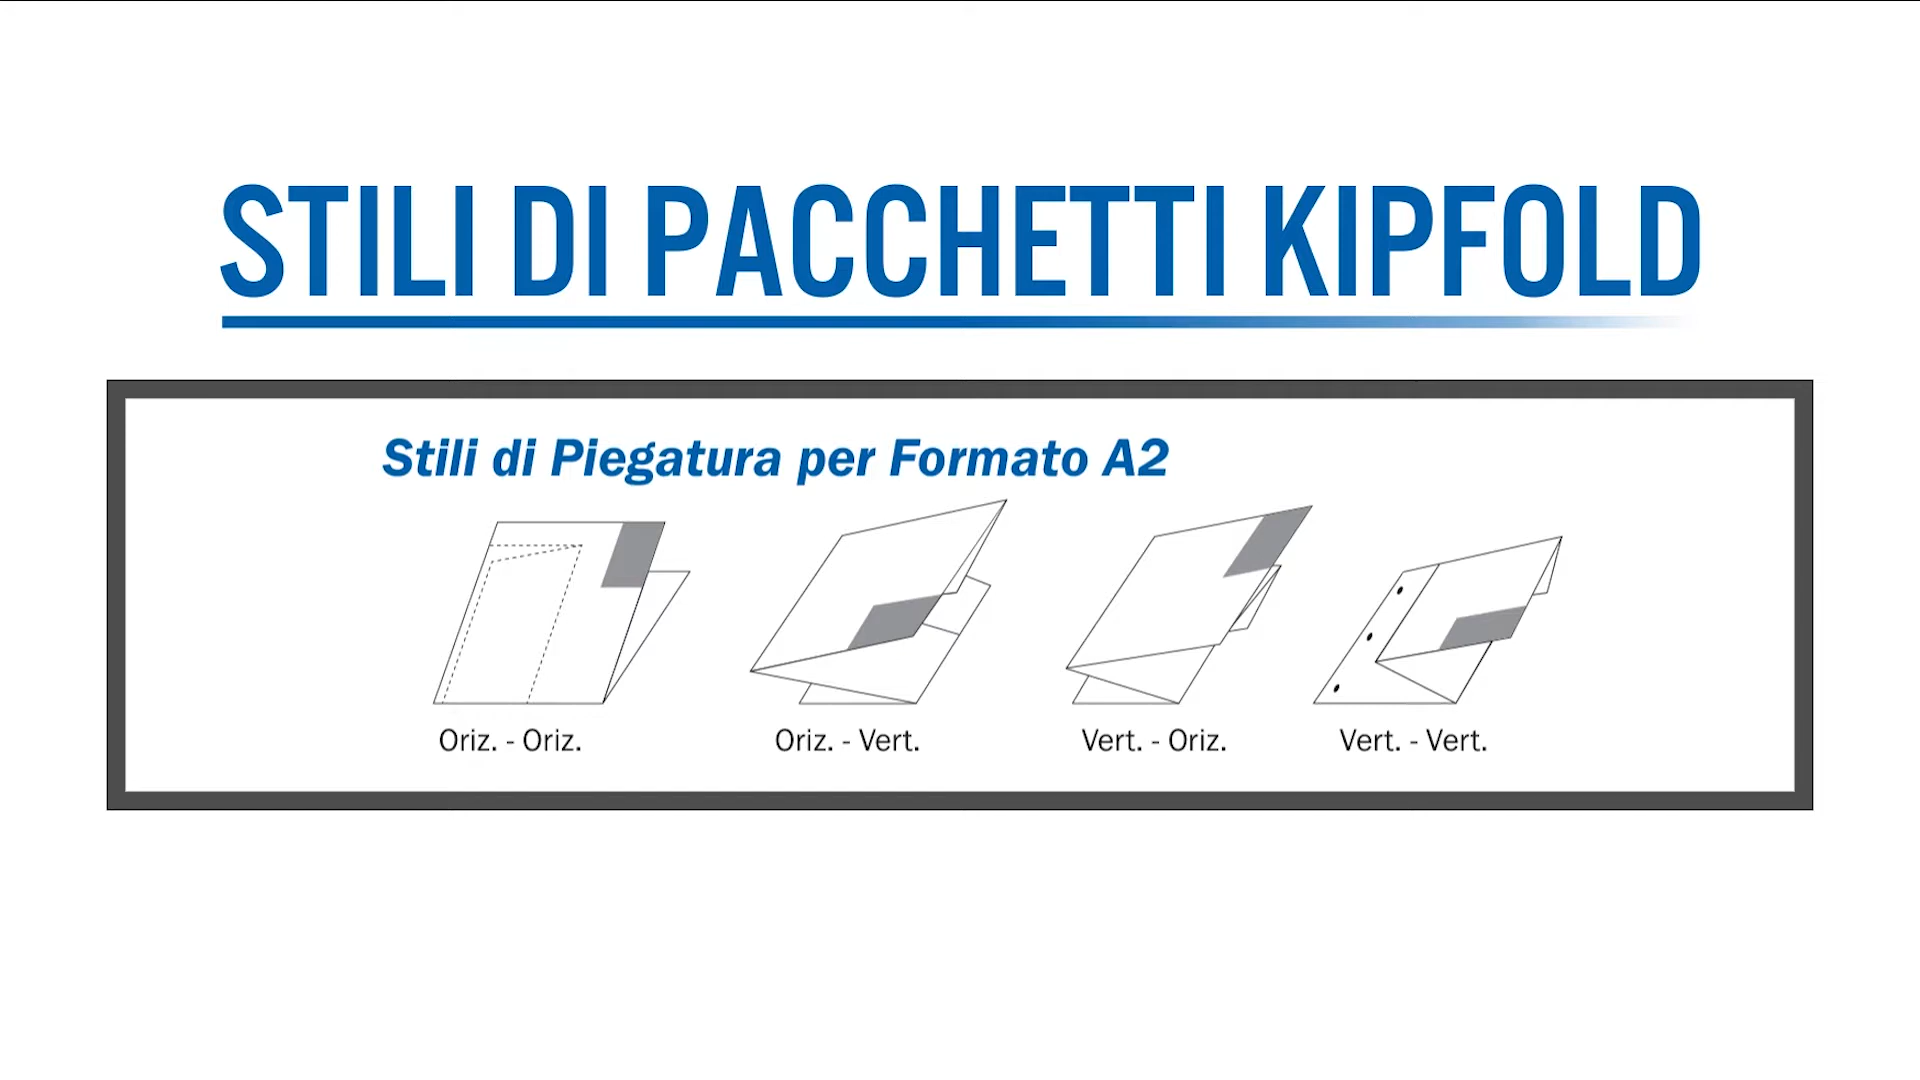 STILI DI PACCHETTI KIPFOLD
Stili di Piegatura per Formato A2
Oriz. - Oriz.
Oriz. - Vert.
Vert. - Oriz.
Vert. - Vert.